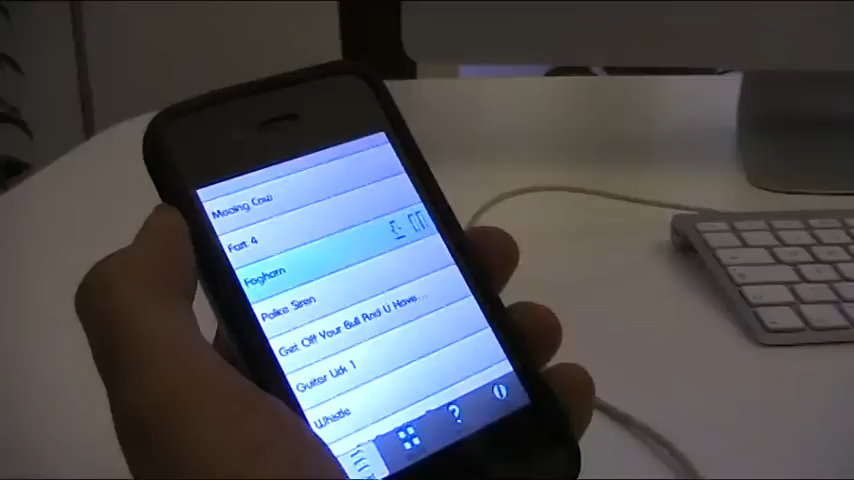 Mooing Cow
Fart 4
Foghorn
Police Siren
Get Off Your Bull And U Have...
Guitar Lick 1
Whistle
?